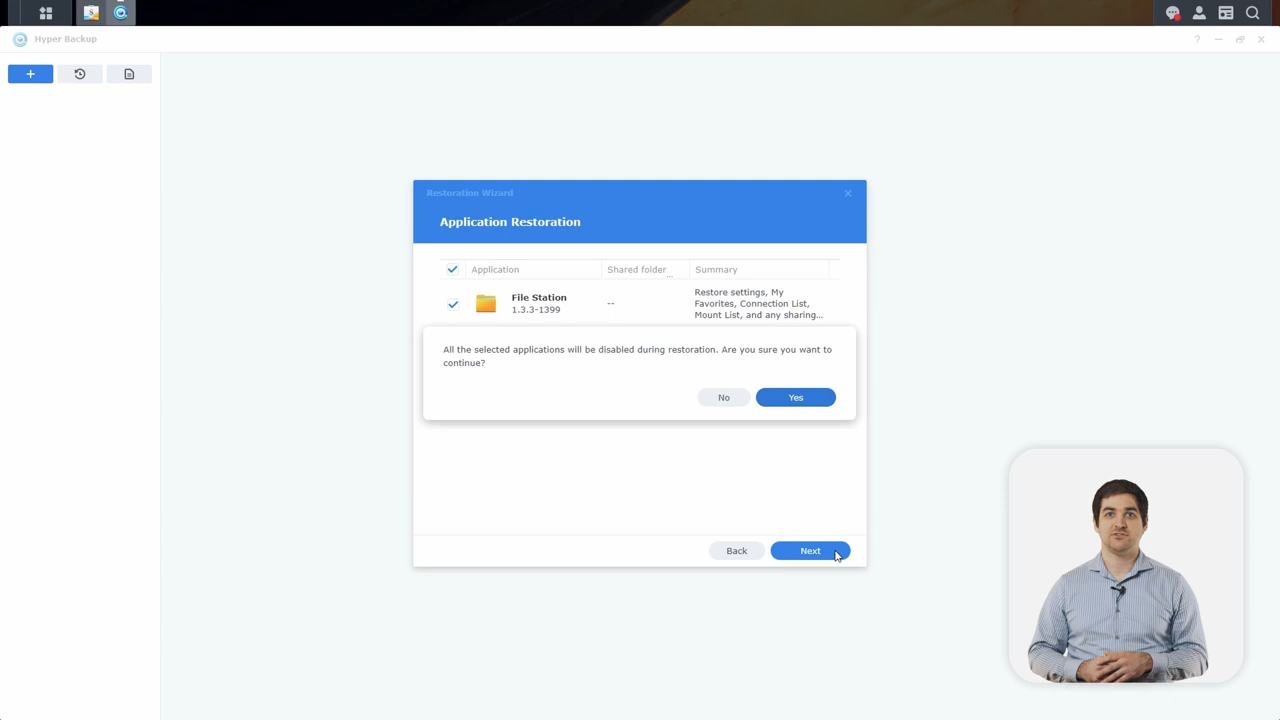 Hyper Backup
?
Restoration Wizard
Application Restoration
Application
Shared folder
...
Summary
File Station
1.3.3-1399
--
Restore settings, My
Favorites, Connection List,
Mount List, and any sharing...
All the selected applications will be disabled during restoration. Are you sure you want to
continue?
No
Yes
Back
Next